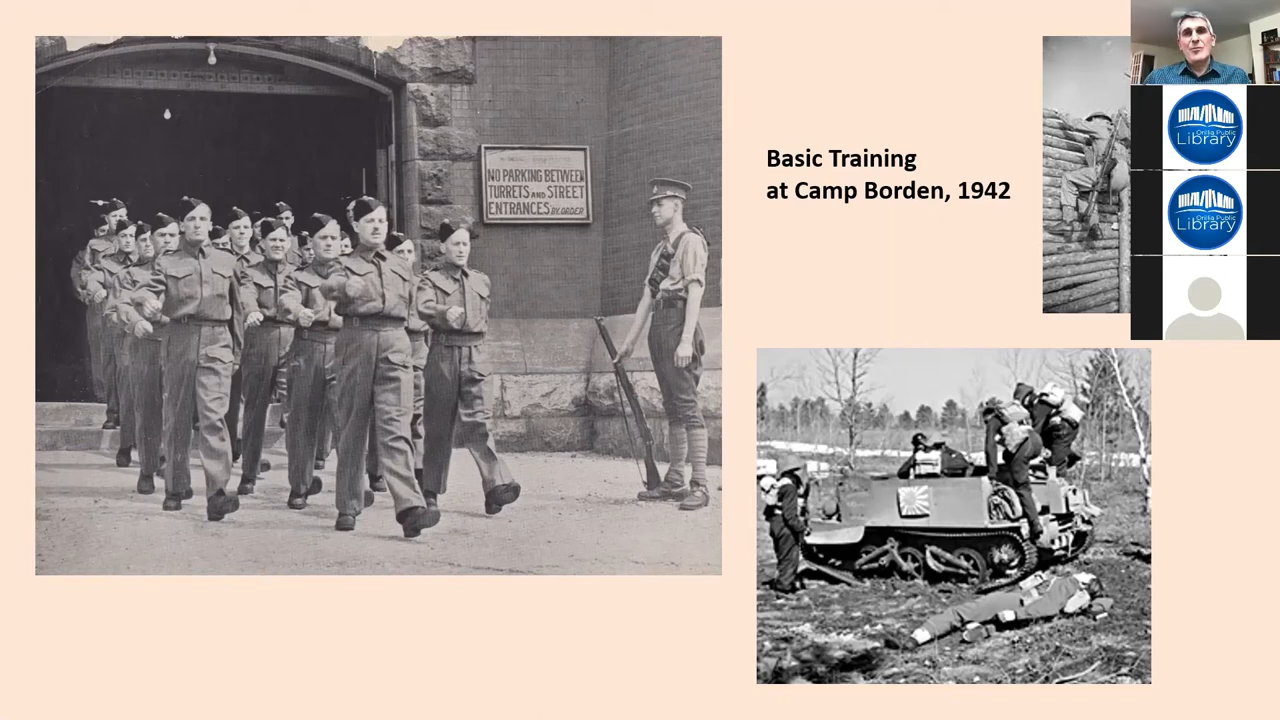 NO PARKING BETWEEN
TURRETS AND STREET
ENTRANCES BY ORDER
Basic Training
at Camp Borden, 1942
Orillia Public
Library
Orillia Public
Library